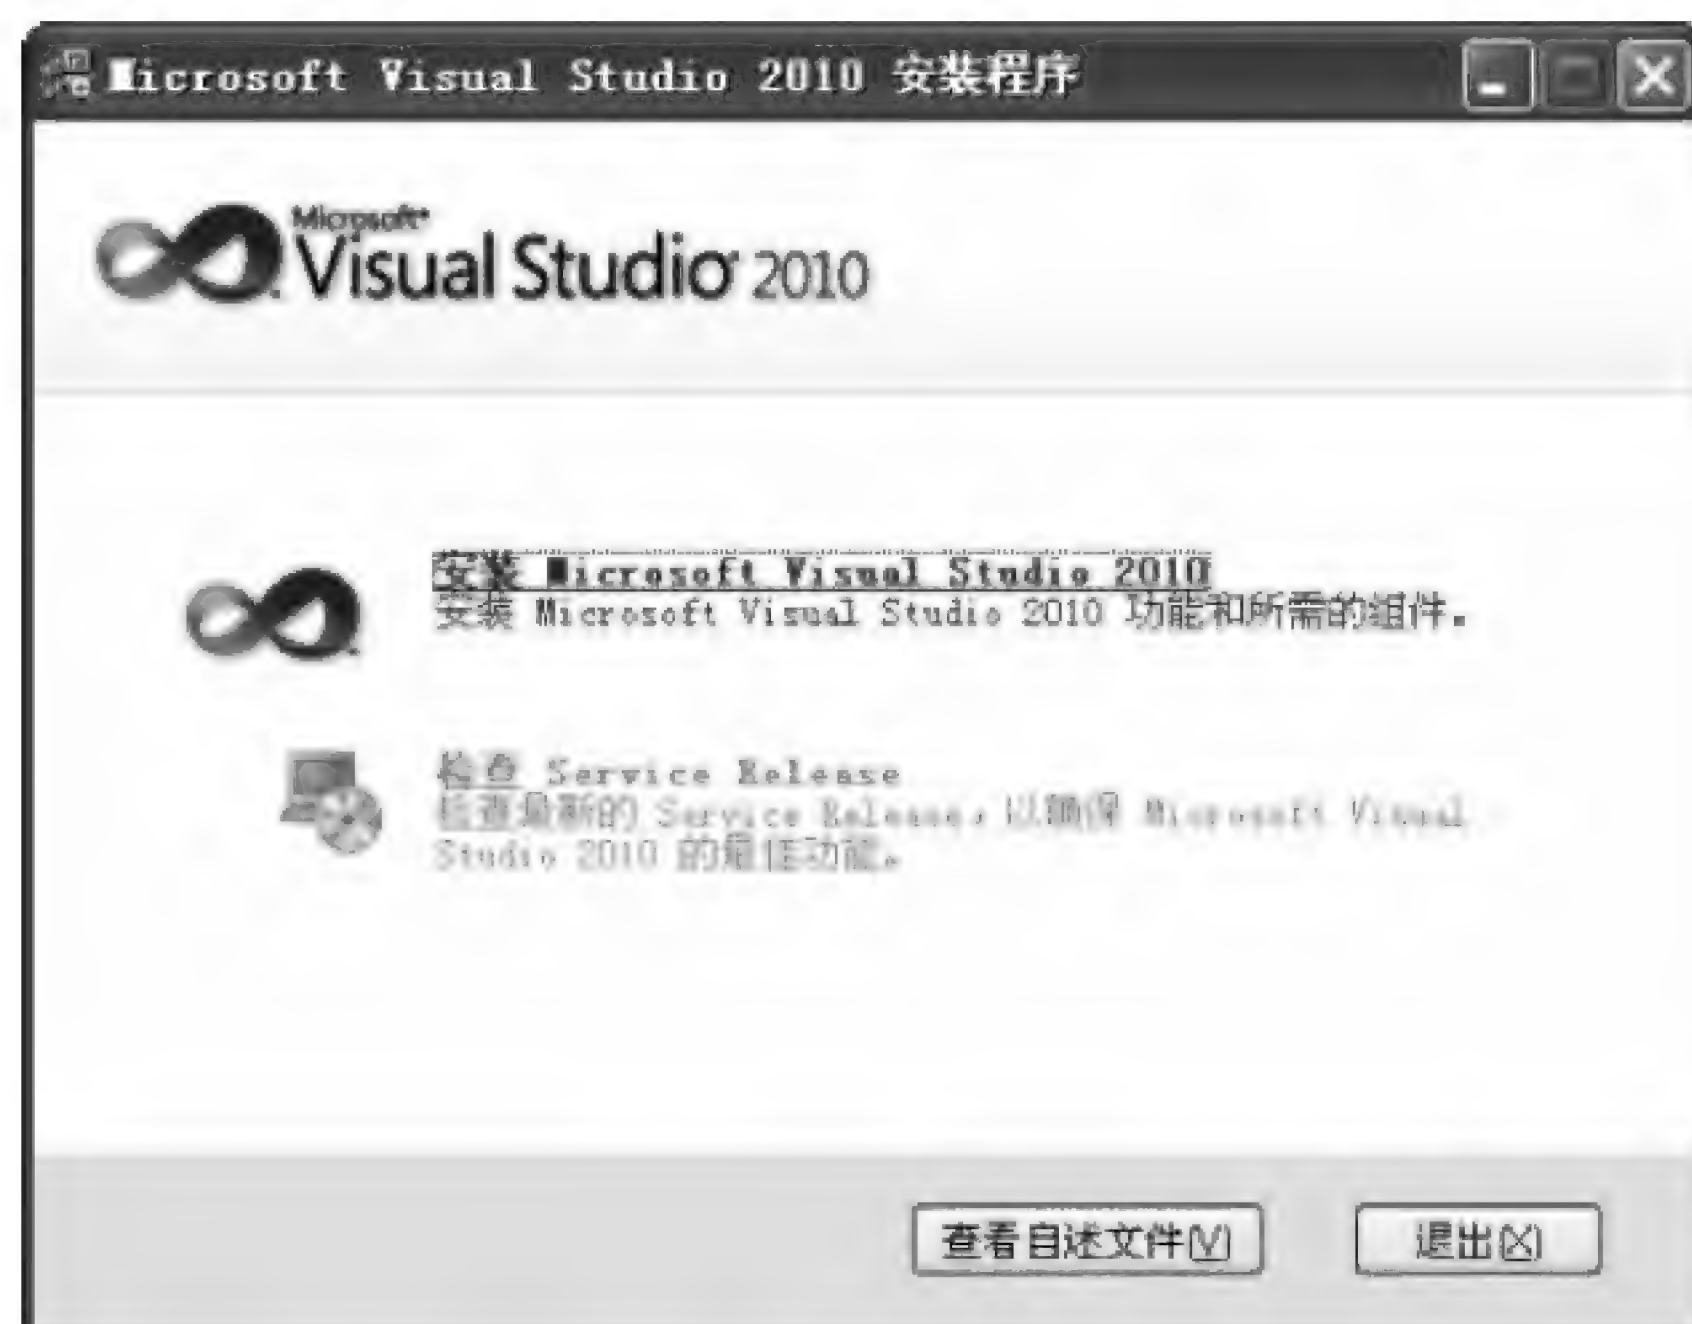 Microsoft Visual Studio 2010 安装程序
Microsoft
Visual Studio 2010
安装 Microsoft Visual Studio 2010
安装 Microsoft Visual Studio 2010 功能和所需的组件。
检查 Service Release
检查最新的 Service Release，以确保 Microsoft Visual
Studio 2010 的最佳功能。
查看自述文件(V)
退出(X)